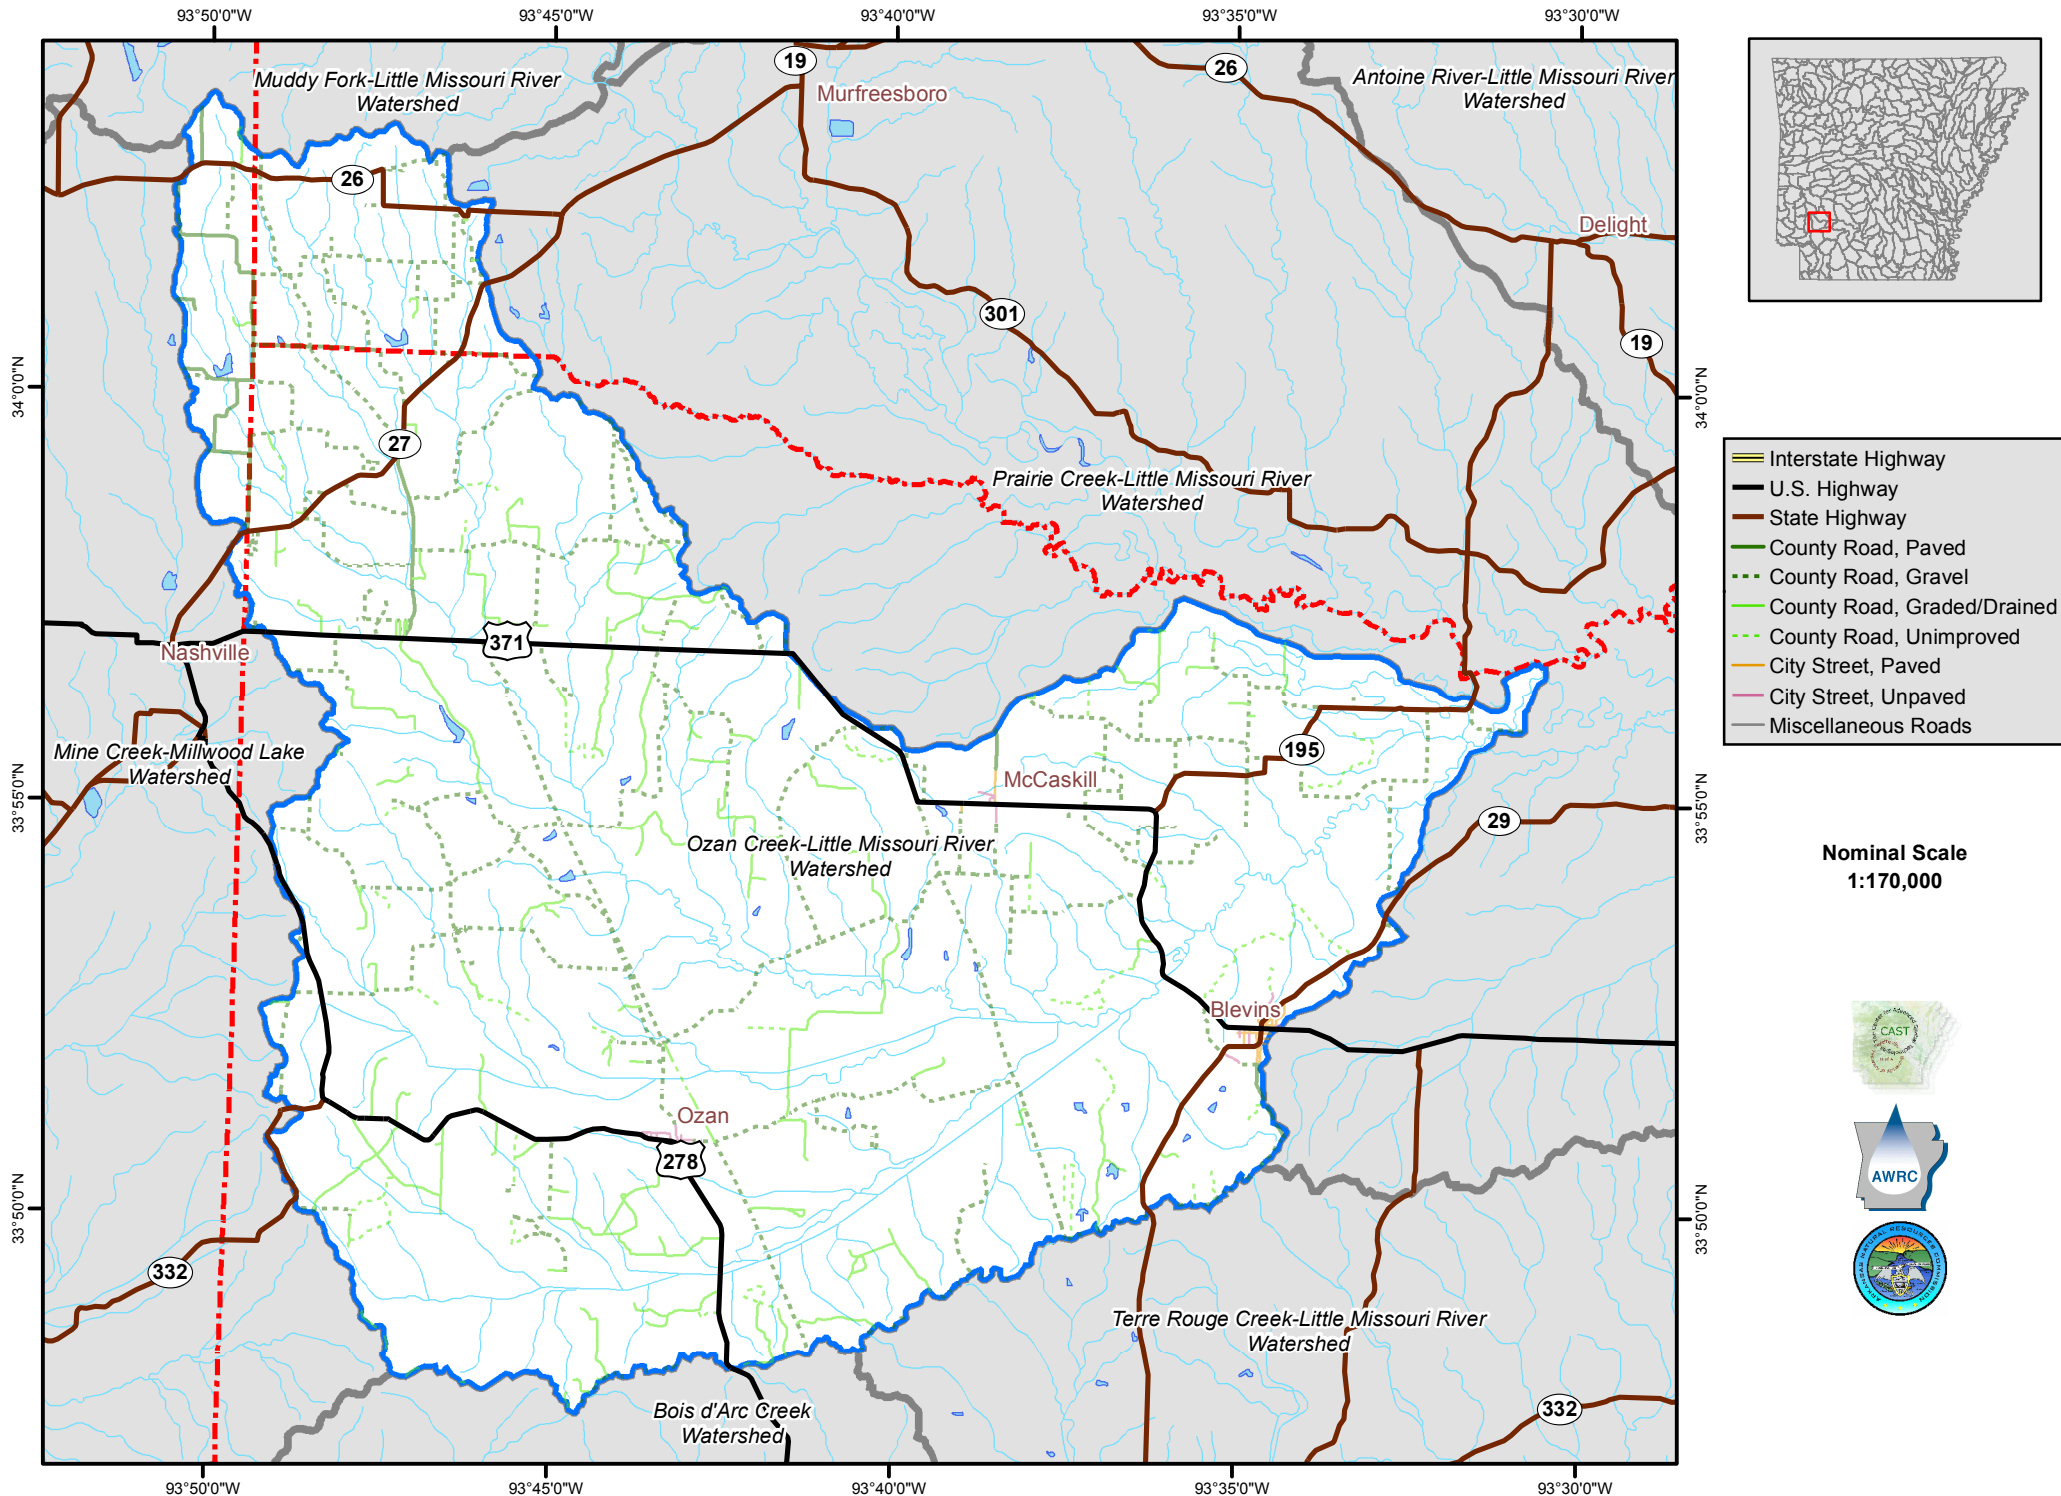 93°50'0"W
93°45'0"W
93°40'0"W
93°35'0"W
93°30'0"W
Muddy Fork-Little Missouri River
Watershed
19
Murfreesboro
26
Antoine River-Little Missouri River
Watershed
26
Delight
301
19
34°0'0"N
34°0'0"N
27
Prairie Creek-Little Missouri River
Watershed
Interstate Highway
U.S. Highway
State Highway
County Road, Paved
County Road, Gravel
County Road, Graded/Drained
County Road, Unimproved
City Street, Paved
City Street, Unpaved
Miscellaneous Roads
371
Nashville
Mine Creek-Millwood Lake
Watershed
195
McCaskill
33°55'0"N
33°55'0"N
29
Ozan Creek-Little Missouri River
Watershed
Nominal Scale
1:170,000
Blevins
CAST
Ozan
278
AWRC
33°50'0"N
33°50'0"N
332
ARKANSAS NATURAL RESOURCES COMMISSION
Terre Rouge Creek-Little Missouri River
Watershed
Bois d'Arc Creek
Watershed
332
93°50'0"W
93°45'0"W
93°40'0"W
93°35'0"W
93°30'0"W